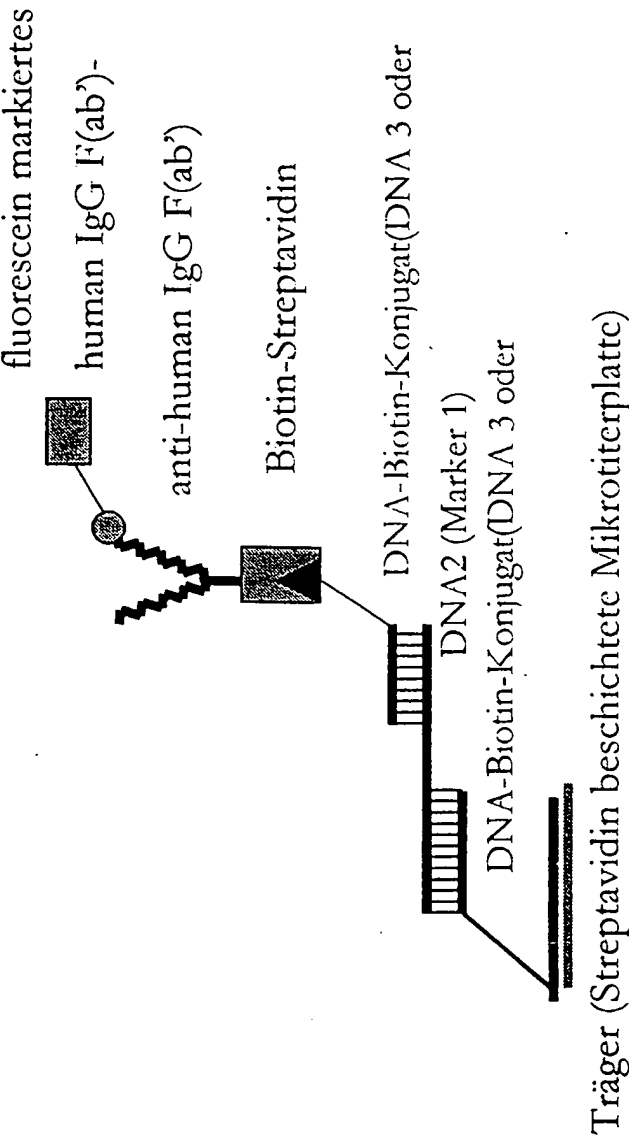 fluorescein markiertes
human IgG F(ab')-
anti-human IgG F(ab')
Biotin-Streptavidin
DNA-Biotin-Konjugat(DNA 3 oder
DNA2 (Marker 1)
DNA-Biotin-Konjugat(DNA 3 oder
Träger (Streptavidin beschichtete Mikrotiterplatte)